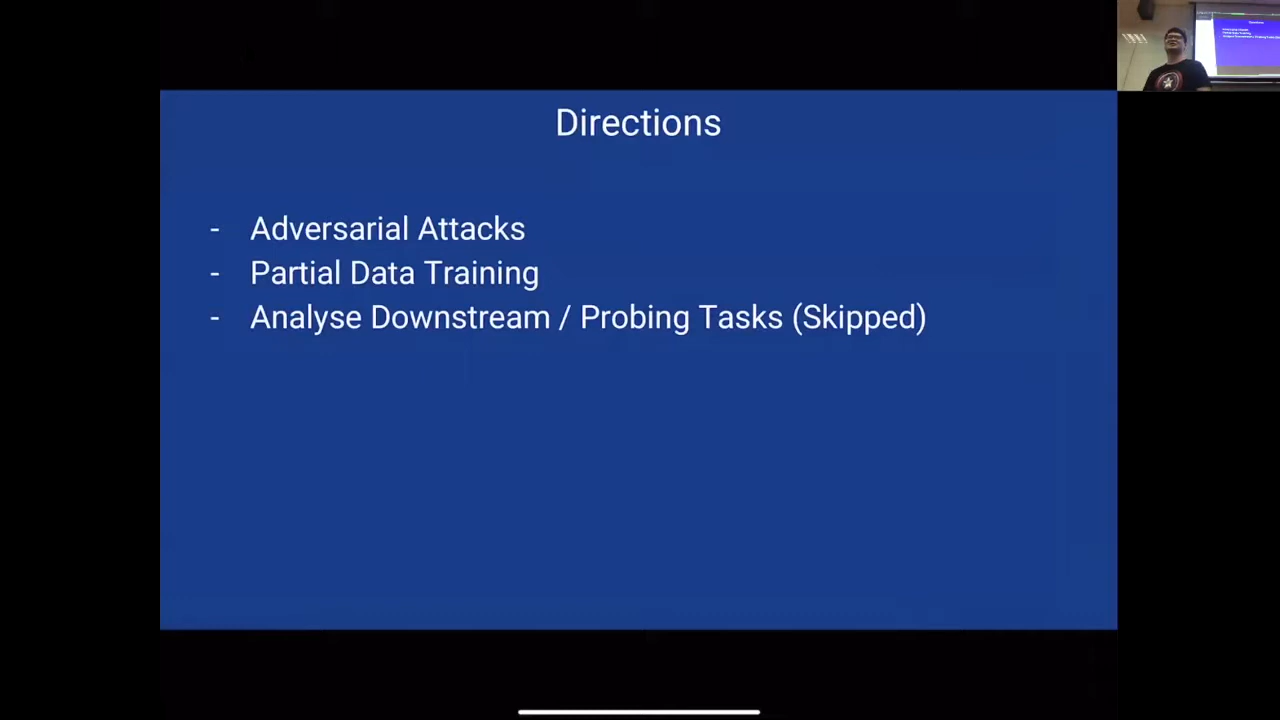 Directions
- Adversarial Attacks
- Partial Data Training
- Analyse Downstream / Probing Tasks (Skipped)